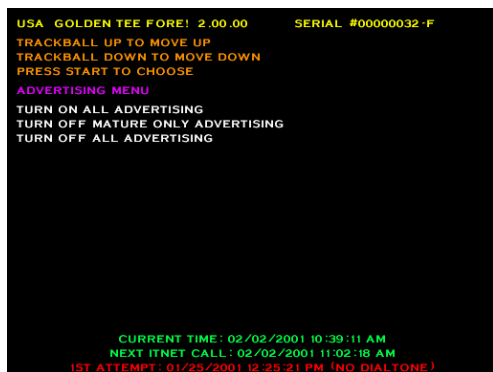 USA GOLDEN TEE FORE! 2.00.00 SERIAL #00000032-F
TRACKBALL UP TO MOVE UP
TRACKBALL DOWN TO MOVE DOWN
PRESS START TO CHOOSE
ADVERTISING MENU
TURN ON ALL ADVERTISING
TURN OFF MATURE ONLY ADVERTISING
TURN OFF ALL ADVERTISING
CURRENT TIME: 02/02/2001 10:39:11 AM
NEXT ITNET CALL: 02/02/2001 11:02:18 AM
1ST ATTEMPT: 01/25/2001 12:25:21 PM (NO DIALTONE)